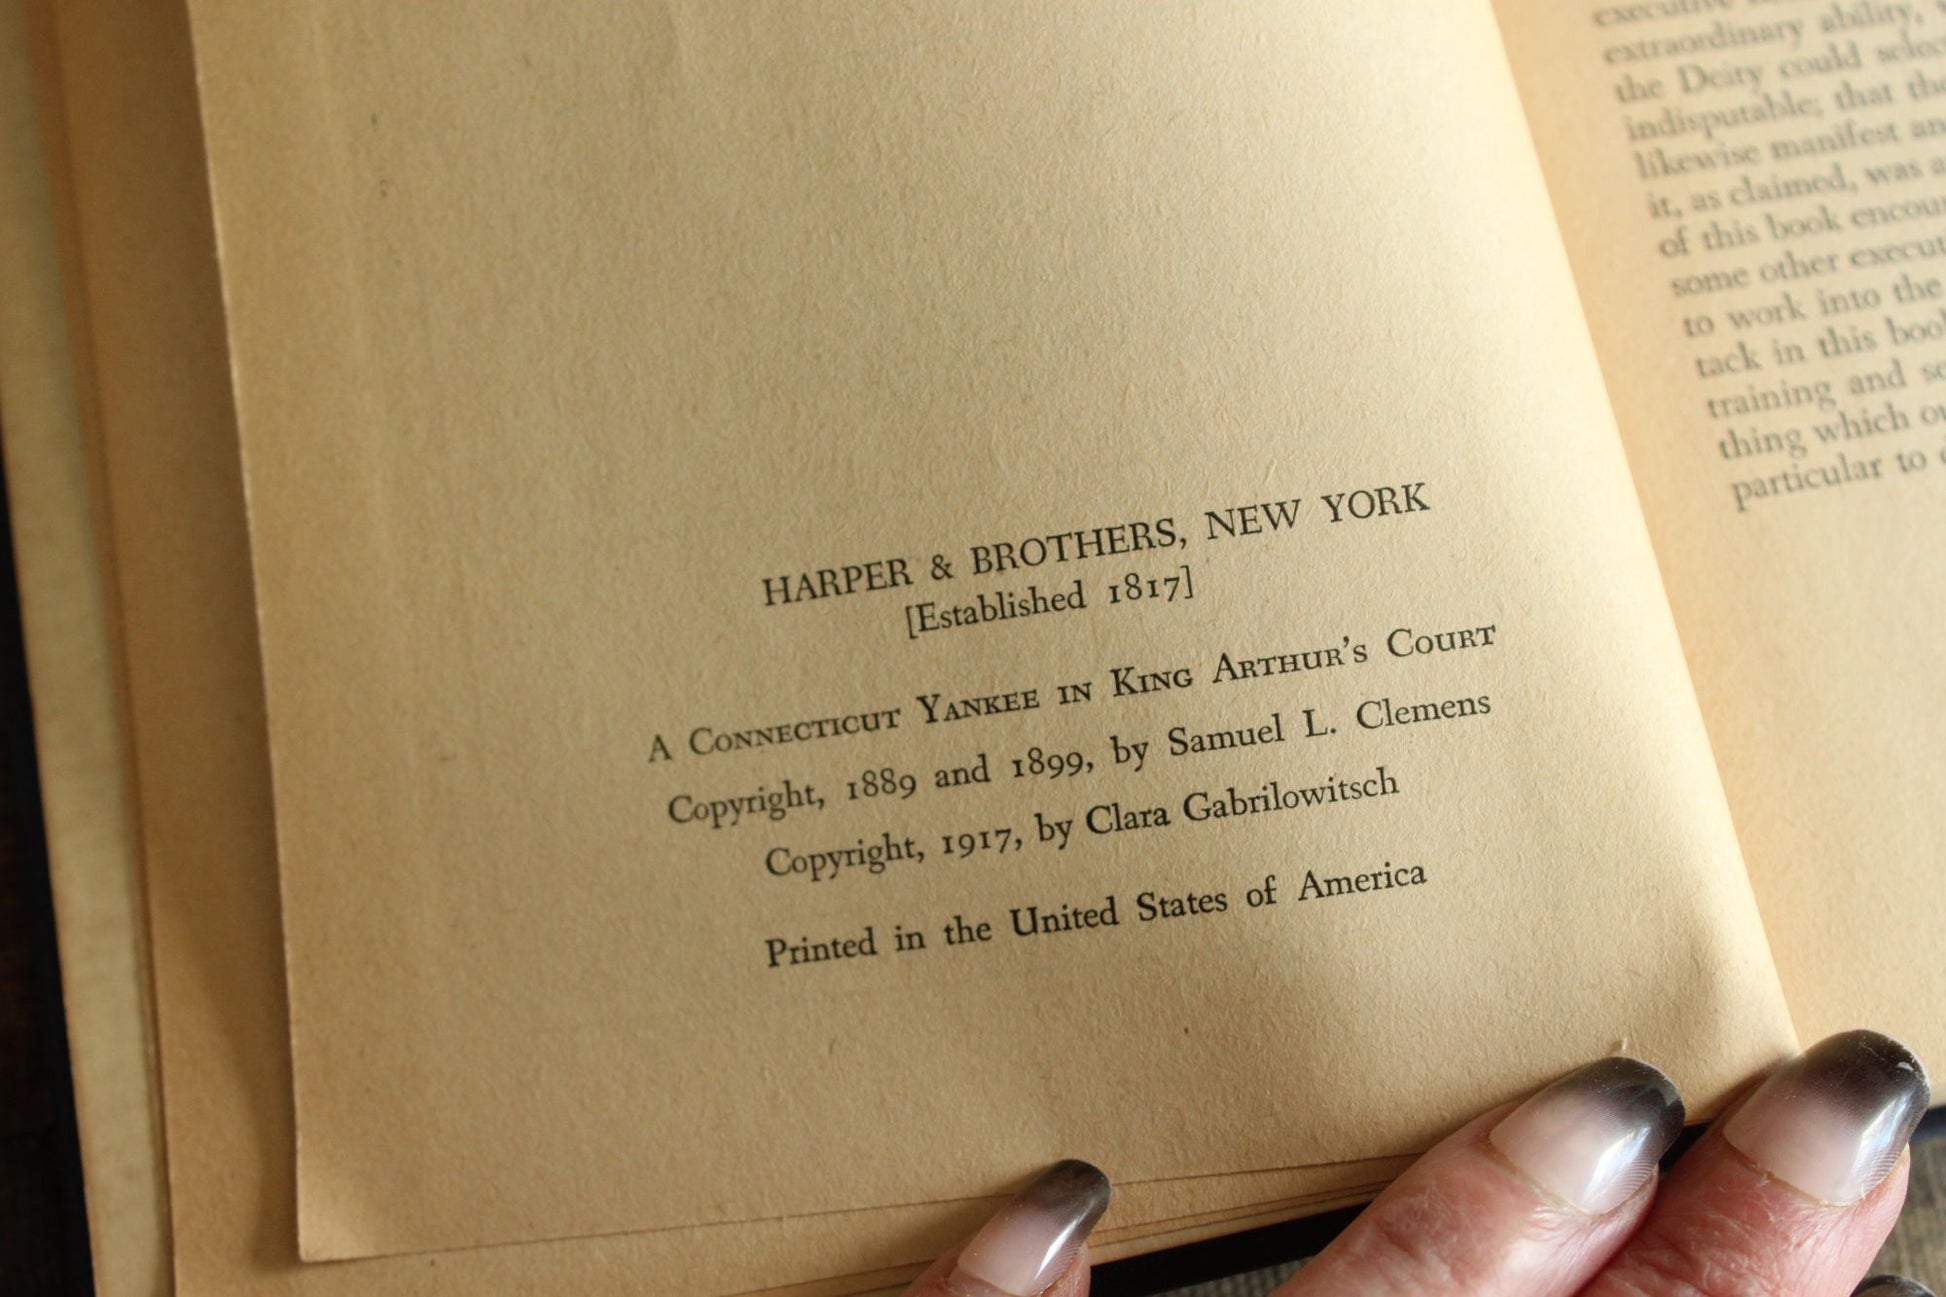 HARPER & BROTHERS, NEW YORK
[Established 1817]
A CONNECTICUT YANKEE IN KING ARTHUR'S COURT
Copyright, 1889 and 1899, by Samuel L. Clemens
Copyright, 1917, by Clara Gabrilowitsch
Printed in the United States of America
executive
extraordinary ability,
the Deity could
indisputable; that
likewise manifest
it, as claimed, was
of this book
some other
to work into the
tack in this
training and
thing which
particular to